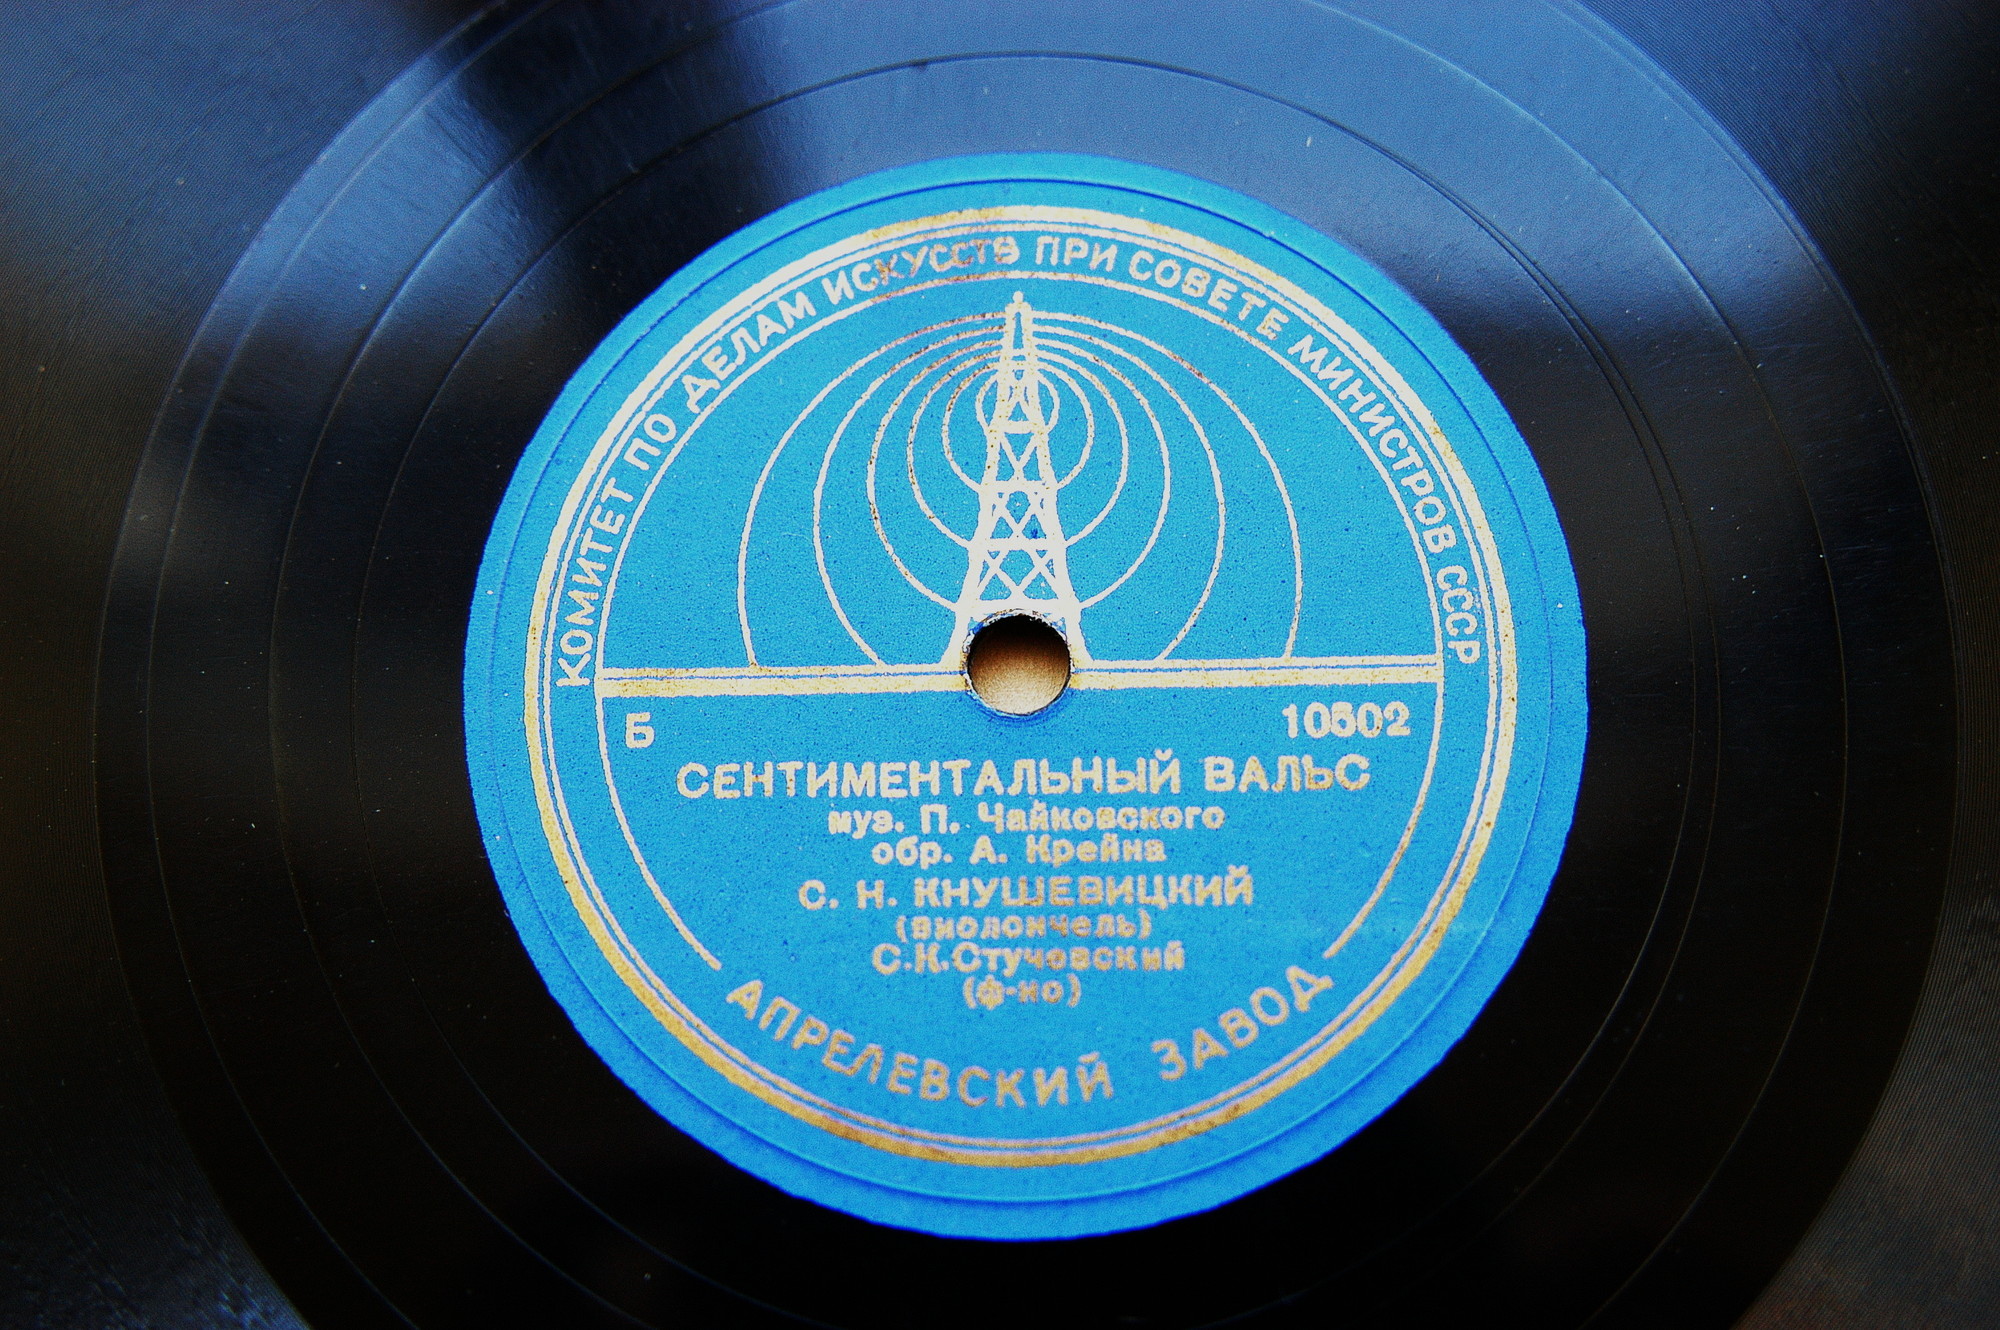 КОМИТЕТ ПО ДЕЛАМ ИСКУССТВ ПРИ СОВЕТЕ МИНИСТРОВ СССР
Б 10502
СЕНТИМЕНТАЛЬНЫЙ ВАЛЬС
муз. П. Чайковского
обр. А. Крейна
С. Н. КНУШЕВИЦКИЙ
(виолончель)
С.К.Стучевский
(ф-но)
АПРЕЛЕВСКИЙ ЗАВОД